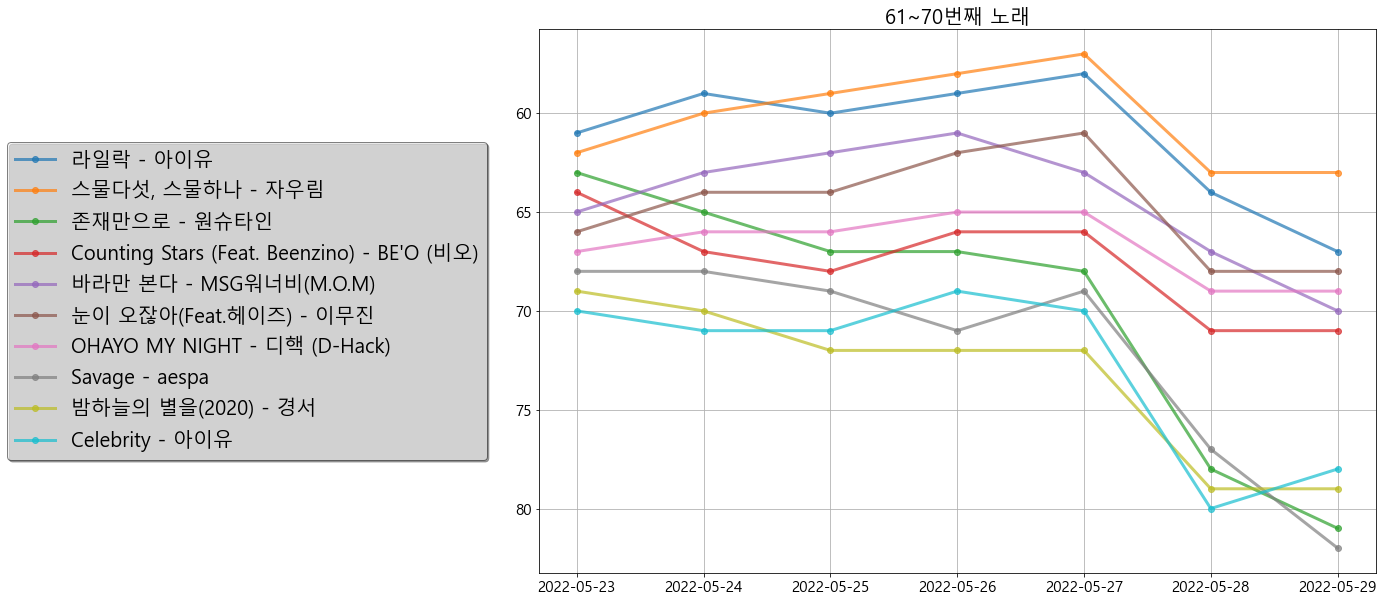 61~70번째 노래
라일락 - 아이유
스물다섯, 스물하나 - 자우림
존재만으로 - 원슈타인
Counting Stars (Feat. Beenzino) - BE'O (비오)
바라만 본다 - MSG워너비(M.O.M)
눈이 오잖아(Feat.헤이즈) - 이무진
OHAYO MY NIGHT - 디핵 (D-Hack)
Savage - aespa
밤하늘의 별을(2020) - 경서
Celebrity - 아이유
60
65
70
75
80
2022-05-23 2022-05-24 2022-05-25 2022-05-26 2022-05-27 2022-05-28 2022-05-29